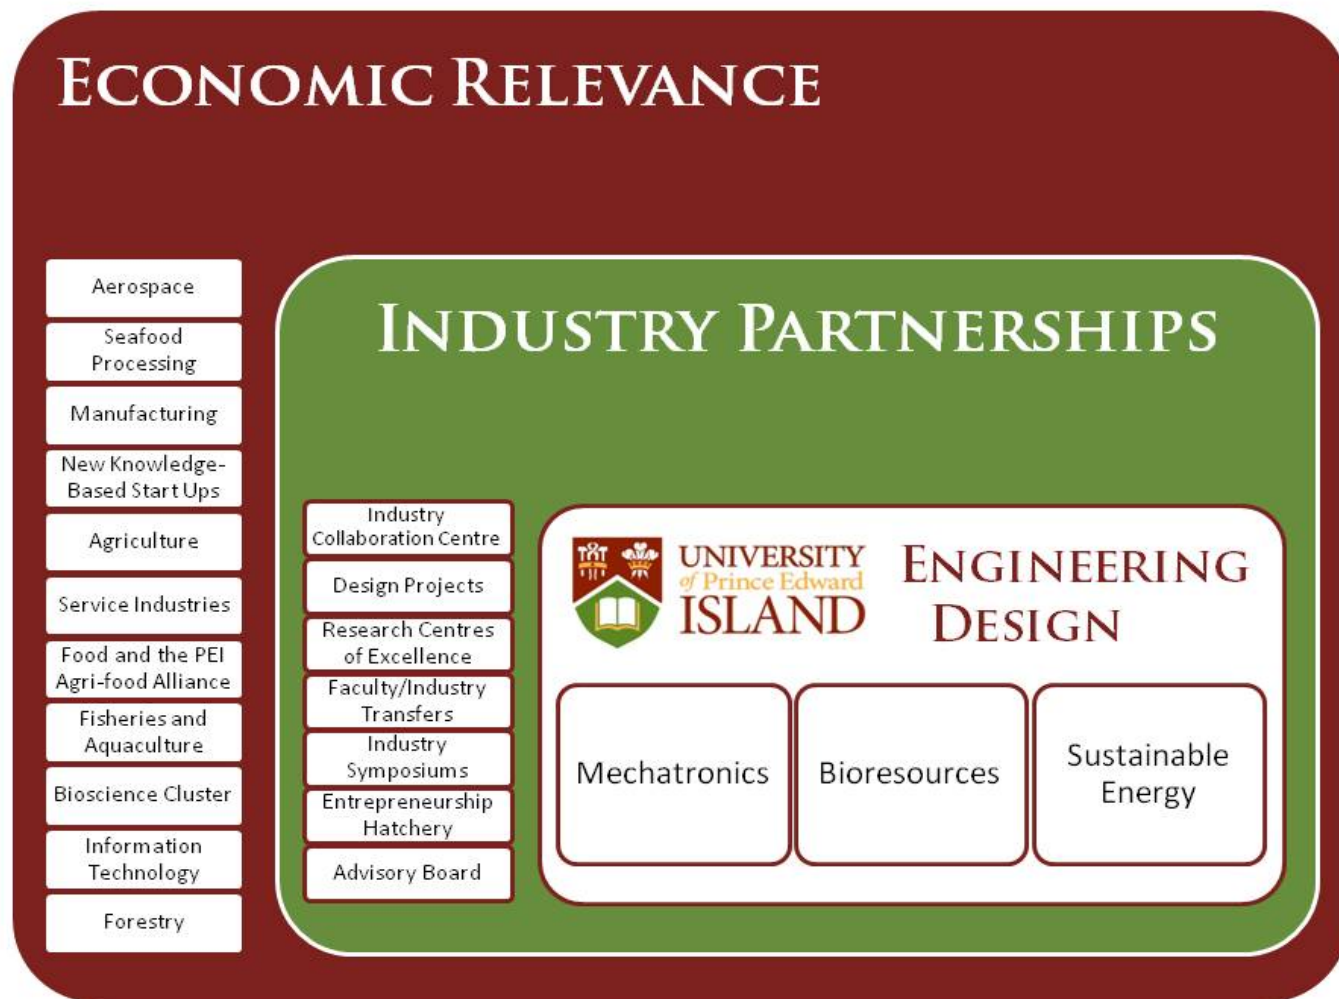 ECONOMIC RELEVANCE
Aerospace
Seafood
Processing
Manufacturing
New Knowledge-
Based Start Ups
Agriculture
Service Industries
Food and the PEI
Agri-food Alliance
Fisheries and
Aquaculture
Bioscience Cluster
Information
Technology
Forestry
INDUSTRY PARTNERSHIPS
Industry
Collaboration Centre
Design Projects
Research Centres
of Excellence
Faculty/Industry
Transfers
Industry
Symposiums
Entrepreneurship
Hatchery
Advisory Board
UNIVERSITY
of Prince Edward
ISLAND
ENGINEERING
DESIGN
Mechatronics
Bioresources
Sustainable
Energy